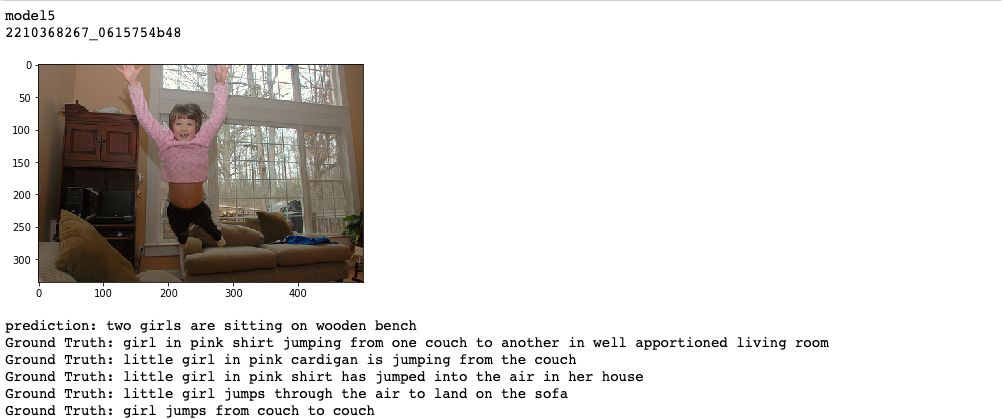 model5
2210368267_0615754b48
0
50
100
150
200
250
300
0 100 200 300 400
prediction: two girls are sitting on wooden bench
Ground Truth: girl in pink shirt jumping from one couch to another in well apportioned living room
Ground Truth: little girl in pink cardigan is jumping from the couch
Ground Truth: little girl in pink shirt has jumped into the air in her house
Ground Truth: little girl jumps through the air to land on the sofa
Ground Truth: girl jumps from couch to couch